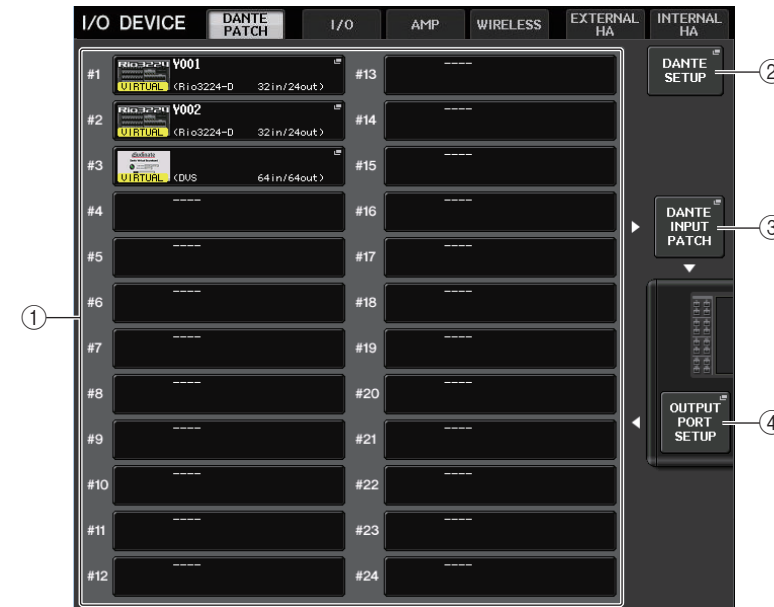 I/O DEVICE
DANTE PATCH
I/O
AMP
WIRELESS
EXTERNAL HA
INTERNAL HA
#1 Rio3224 Y001
VIRTUAL (Rio3224-D 32in/24out)
#2 Rio3224 Y002
VIRTUAL (Rio3224-D 32in/24out)
#3 Audinate
VIRTUAL (DVS 64in/64out)
#4 ----
#5 ----
#6 ----
#7 ----
#8 ----
#9 ----
#10 ----
#11 ----
#12 ----
#13 ----
#14 ----
#15 ----
#16 ----
#17 ----
#18 ----
#19 ----
#20 ----
#21 ----
#22 ----
#23 ----
#24 ----
DANTE
SETUP
DANTE
INPUT
PATCH
OUTPUT
PORT
SETUP
①
②
③
④